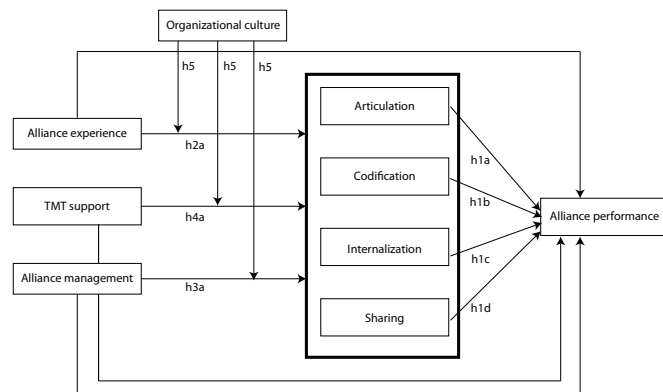 Organizational culture
h5
h5
h5
Articulation
Alliance experience
h2a
h1a
Codification
h1b
TMT support
h4a
Alliance performance
Internalization
h1c
Alliance management
h3a
h1d
Sharing